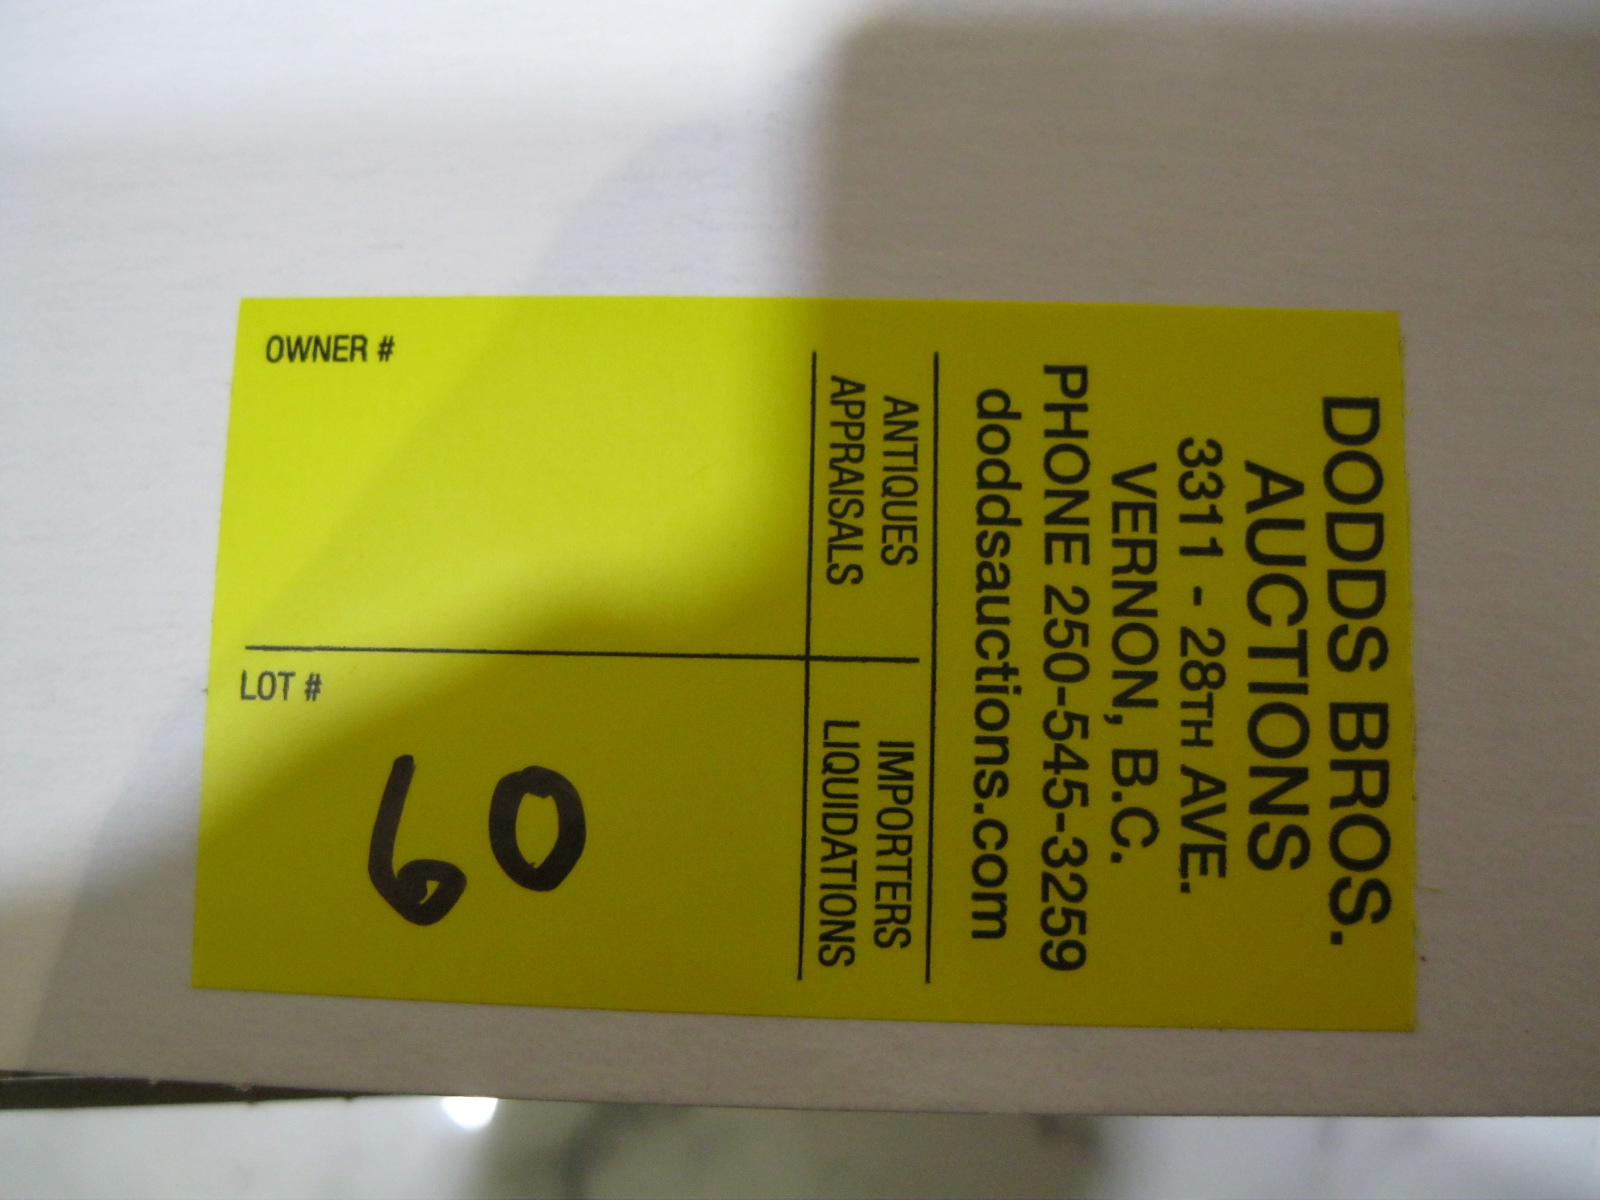 DODDS BROS.
AUCTIONS
3311 - 28TH AVE.
VERNON, B.C.
PHONE 250-545-3259
doddsauctions.com
ANTIQUES
APPRAISALS
IMPORTERS
LIQUIDATIONS
OWNER #
LOT #
60